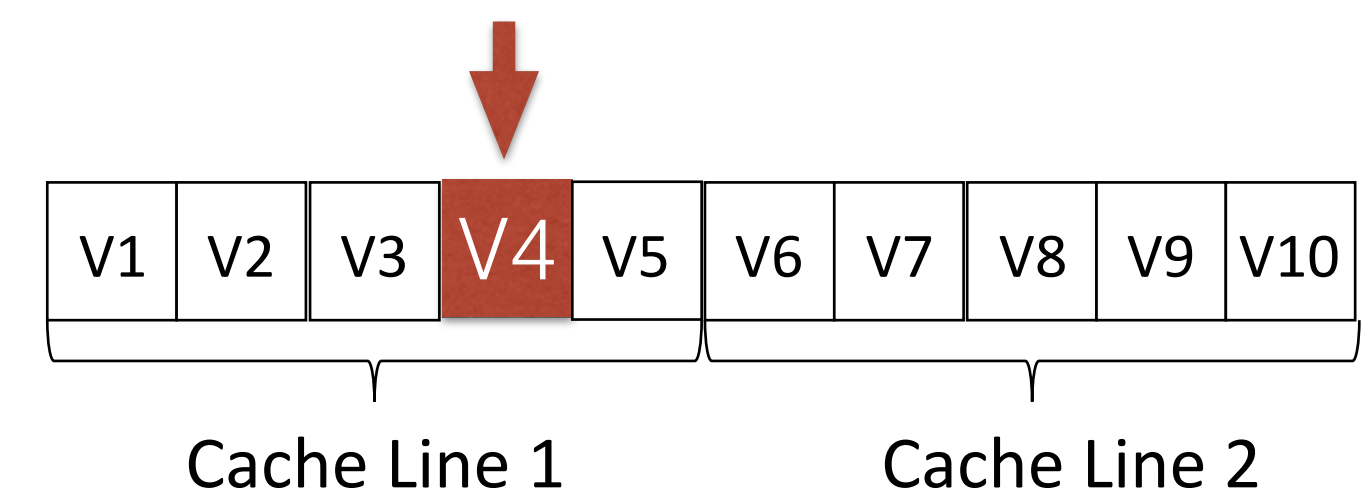 V1 V2 V3 V4 V5 V6 V7 V8 V9 V10
Cache Line 1 Cache Line 2